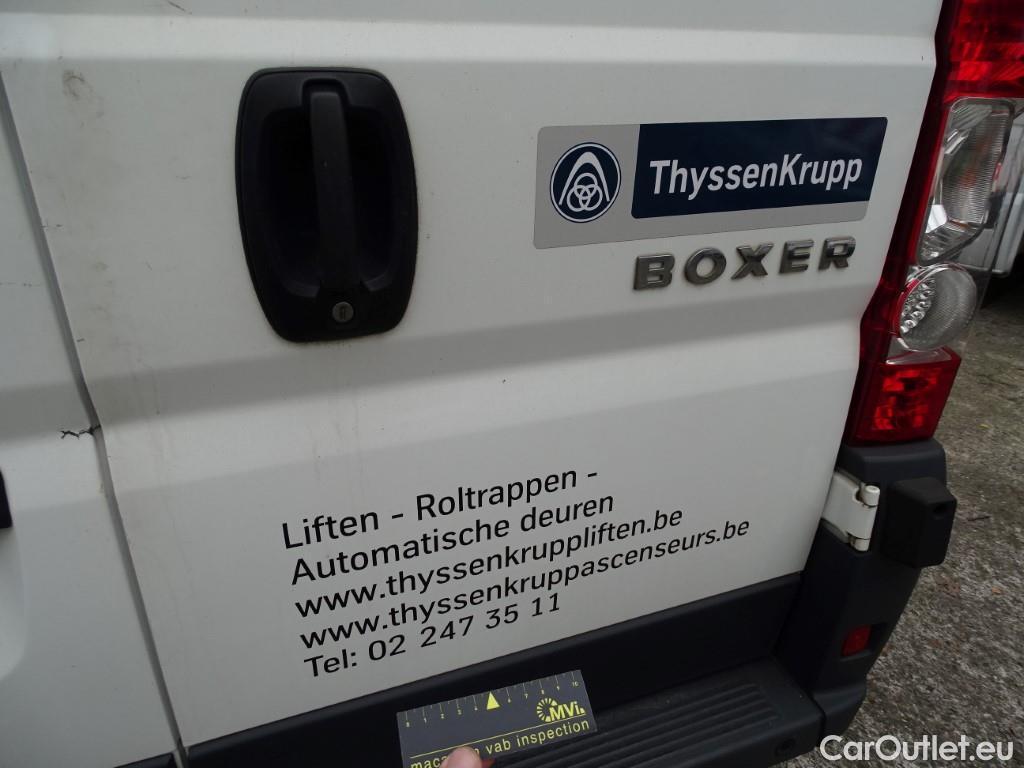 ThyssenKrupp
BOXER
Liften - Roltrappen -
Automatische deuren
www.thyssenkruppliften.be
www.thyssenkruppascenseurs.be
Tel: 02 247 35 11
MVi
vab inspection
CarOutlet.eu